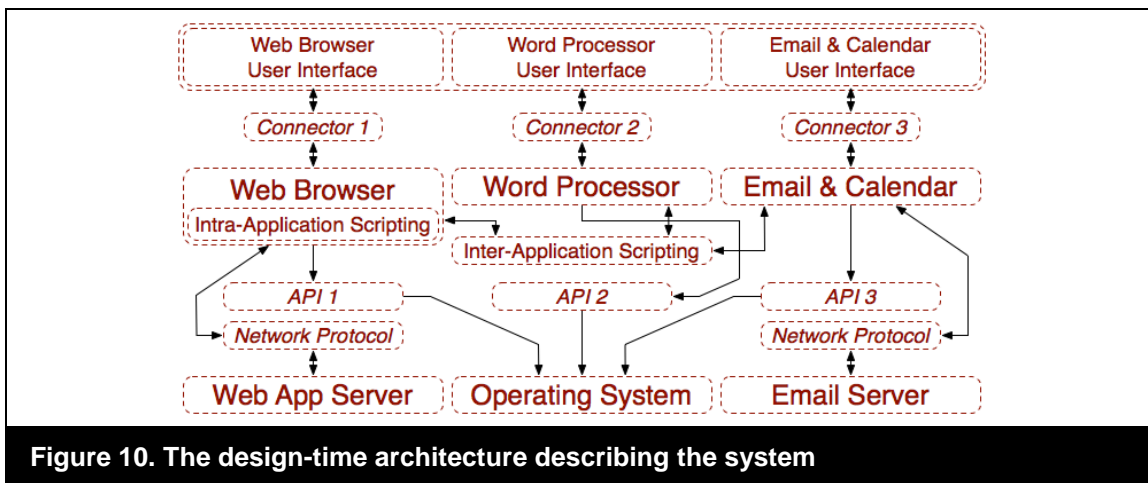 Web Browser
User Interface
Word Processor
User Interface
Email & Calendar
User Interface
Connector 1
Connector 2
Connector 3
Web Browser
Word Processor
Email & Calendar
Intra-Application Scripting
Inter-Application Scripting
API 1
API 2
API 3
Network Protocol
Network Protocol
Web App Server
Operating System
Email Server
Figure 10. The design-time architecture describing the system